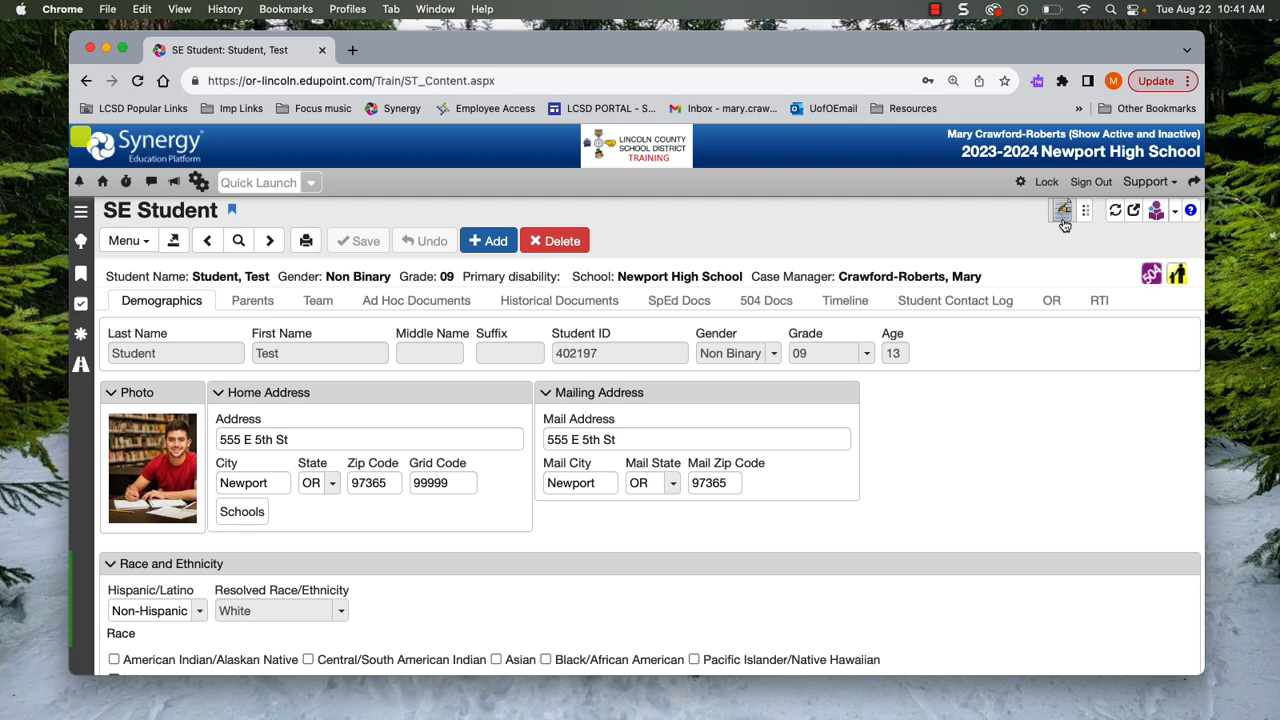 Chrome File Edit View History Bookmarks Profiles Tab Window Help Tue Aug 22 10:41 AM
SE Student: Student, Test
https://or-lincoln.edupoint.com/Train/ST_Content.aspx M Update
LCSD Popular Links Imp Links Focus music Synergy Employee Access LCSD PORTAL - S... Inbox - mary.craw... UofOEmail Resources » Other Bookmarks
Synergy
Education Platform
LINCOLN COUNTY
SCHOOL DISTRICT
TRAINING
Mary Crawford-Roberts (Show Active and Inactive)
2023-2024 Newport High School
Quick Launch Lock Sign Out Support
SE Student
Menu Save Undo Add Delete
Student Name: Student, Test Gender: Non Binary Grade: 09 Primary disability: School: Newport High School Case Manager: Crawford-Roberts, Mary 504
Demographics Parents Team Ad Hoc Documents Historical Documents SpEd Docs 504 Docs Timeline Student Contact Log OR RTI
Last Name First Name Middle Name Suffix Student ID Gender Grade Age
Student Test 402197 Non Binary 09 13
Photo Home Address Mailing Address
Address Mail Address
555 E 5th St 555 E 5th St
City State Zip Code Grid Code Mail City Mail State Mail Zip Code
Newport OR 97365 99999 Newport OR 97365
Schools
Race and Ethnicity
Hispanic/Latino Resolved Race/Ethnicity
Non-Hispanic White
Race
American Indian/Alaskan Native Central/South American Indian Asian Black/African American Pacific Islander/Native Hawaiian